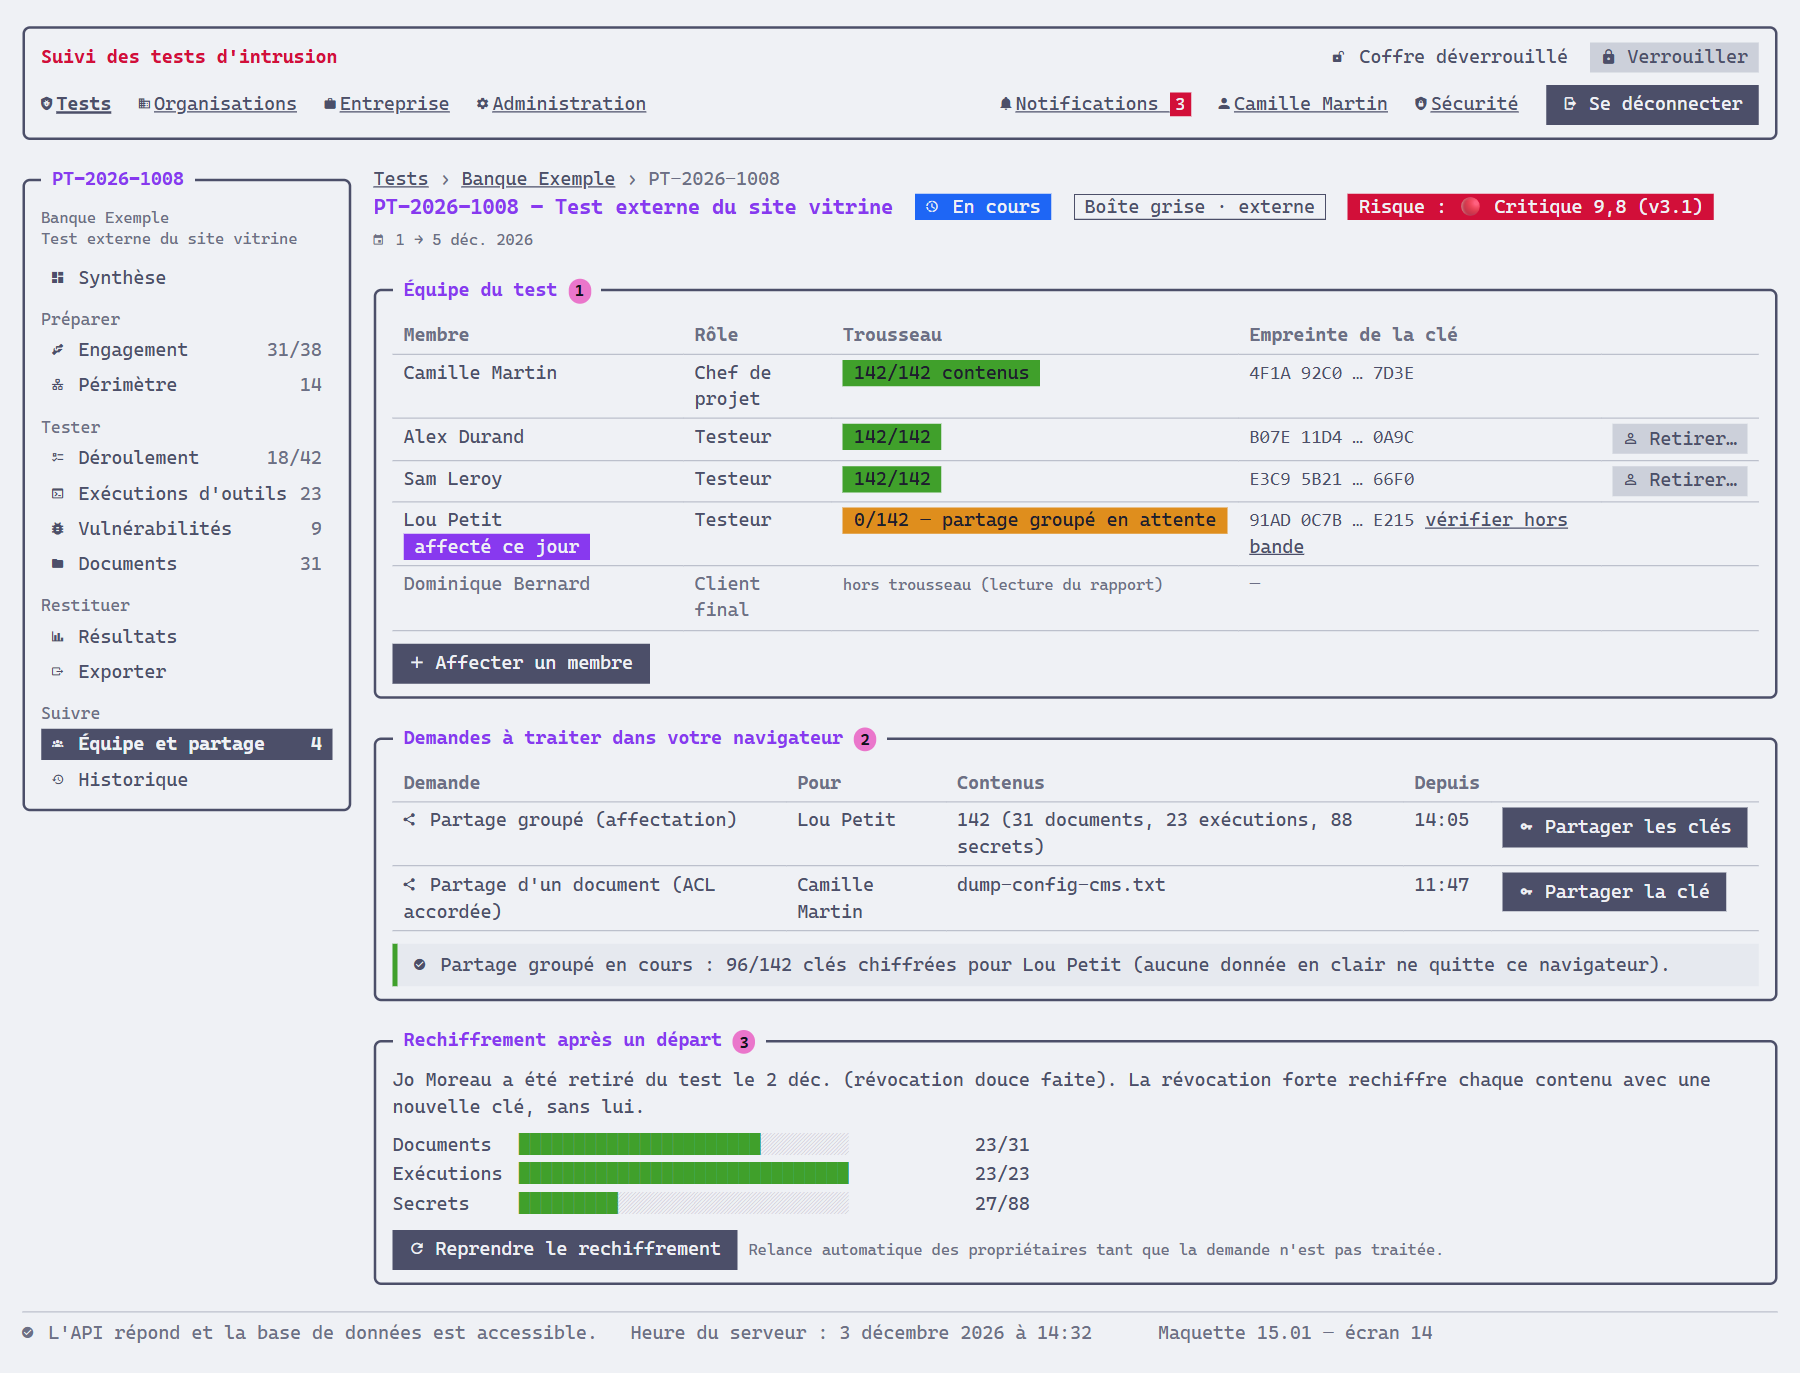 Suivi des tests d'intrusion
Coffre déverrouillé
Verrouiller
Tests
Organisations
Entreprise
Administration
Notifications 3
Camille Martin
Sécurité
Se déconnecter
PT-2026-1008
Banque Exemple
Test externe du site vitrine
Synthèse
Préparer
Engagement 31/38
Périmètre 14
Tester
Déroulement 18/42
Exécutions d'outils 23
Vulnérabilités 9
Documents 31
Restituer
Résultats
Exporter
Suivre
Équipe et partage 4
Historique
Tests › Banque Exemple › PT-2026-1008
PT-2026-1008 — Test externe du site vitrine
En cours
Boîte grise · externe
Risque : Critique 9,8 (v3.1)
1 → 5 déc. 2026
Équipe du test 1
Membre Rôle Trousseau Empreinte de la clé
Camille Martin Chef de projet 142/142 contenus 4F1A 92C0 … 7D3E
Alex Durand Testeur 142/142 B07E 11D4 … 0A9C Retirer…
Sam Leroy Testeur 142/142 E3C9 5B21 … 66F0 Retirer…
Lou Petit affecté ce jour Testeur 0/142 — partage groupé en attente 91AD 0C7B … E215 vérifier hors bande
Dominique Bernard Client final hors trousseau (lecture du rapport) —
+ Affecter un membre
Demandes à traiter dans votre navigateur 2
Demande Pour Contenus Depuis
Partage groupé (affectation) Lou Petit 142 (31 documents, 23 exécutions, 88 secrets) 14:05 Partager les clés
Partage d'un document (ACL accordée) Camille Martin dump-config-cms.txt 11:47 Partager la clé
Partage groupé en cours : 96/142 clés chiffrées pour Lou Petit (aucune donnée en clair ne quitte ce navigateur).
Rechiffrement après un départ 3
Jo Moreau a été retiré du test le 2 déc. (révocation douce faite). La révocation forte rechiffre chaque contenu avec une
nouvelle clé, sans lui.
Documents 23/31
Exécutions 23/23
Secrets 27/88
Reprendre le rechiffrement
Relance automatique des propriétaires tant que la demande n'est pas traitée.
L'API répond et la base de données est accessible. Heure du serveur : 3 décembre 2026 à 14:32 Maquette 15.01 — écran 14